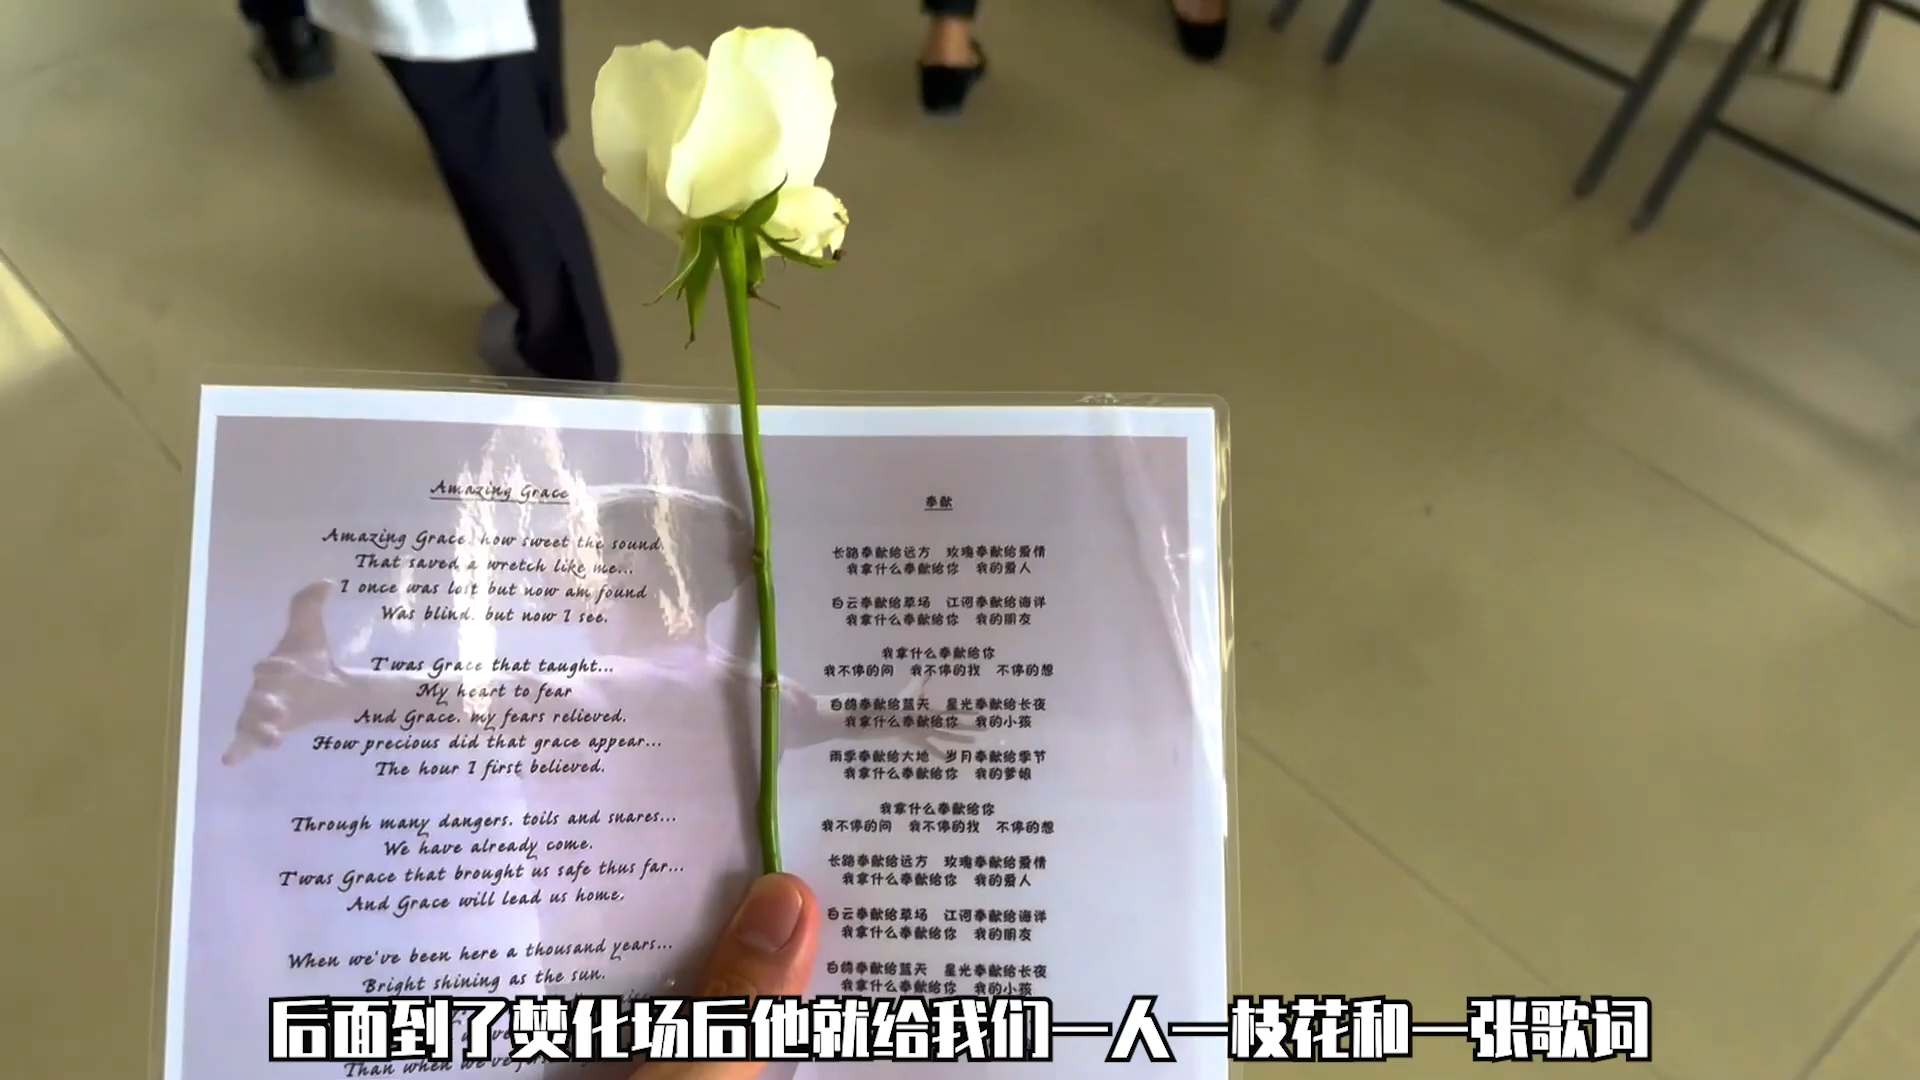 Amazing Grace
Amazing Grace, how sweet the sound,
That saved a wretch like me...
I once was lost but now am found
Was blind, but now I see.
T'was Grace that taught...
My heart to fear
And Grace, my fears relieved.
How precious did that grace appear...
The hour I first believed.
Through many dangers, toils and snares...
We have already come.
T'was Grace that brought us safe thus far...
And Grace will lead us home.
When we've been here a thousand years...
Bright shining as the sun.
Than when we've
奉献
长路奉献给远方 玫瑰奉献给爱情
我拿什么奉献给你 我的爱人
白云奉献给草场 江河奉献给海洋
我拿什么奉献给你 我的朋友
我拿什么奉献给你
我不停的问 我不停的找 不停的想
白鸽奉献给蓝天 星光奉献给长夜
我拿什么奉献给你 我的小孩
雨季奉献给大地 岁月奉献给季节
我拿什么奉献给你 我的爹娘
我拿什么奉献给你
我不停的问 我不停的找 不停的想
长路奉献给远方 玫瑰奉献给爱情
我拿什么奉献给你 我的爱人
白云奉献给草场 江河奉献给海洋
我拿什么奉献给你 我的朋友
白鸽奉献给蓝天 星光奉献给长夜
我拿什么奉献给你 我的小孩
后面到了焚化场后他就给我们一人一枝花和一张歌词